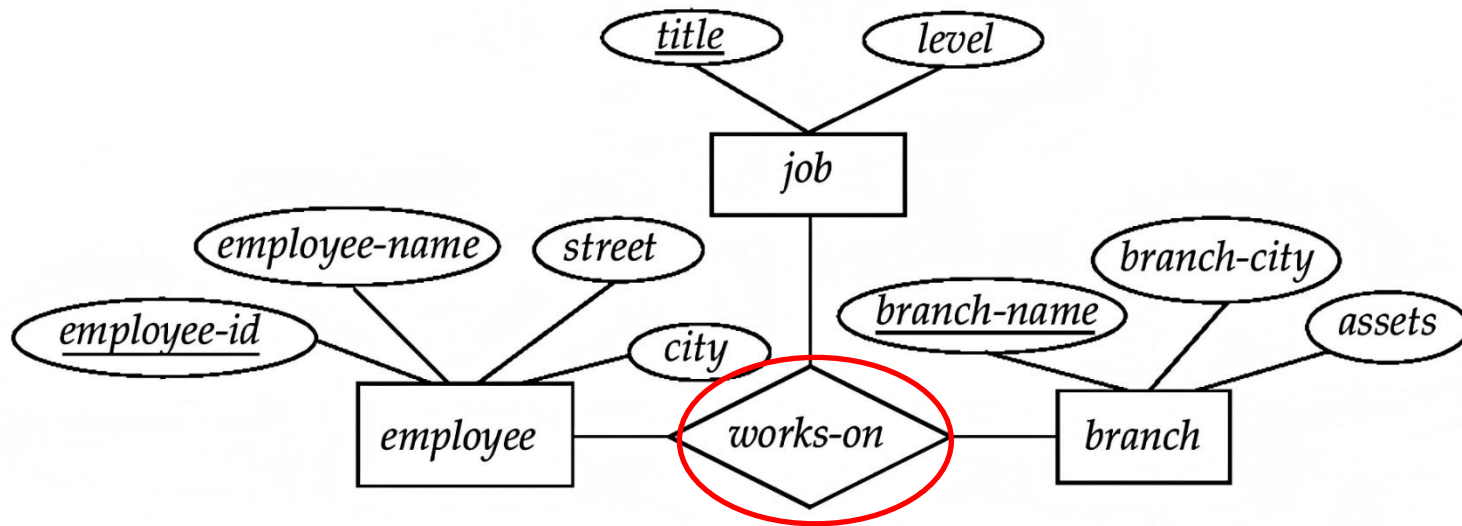 title
level
job
employee-name
street
branch-city
employee-id
city
branch-name
assets
employee
works-on
branch